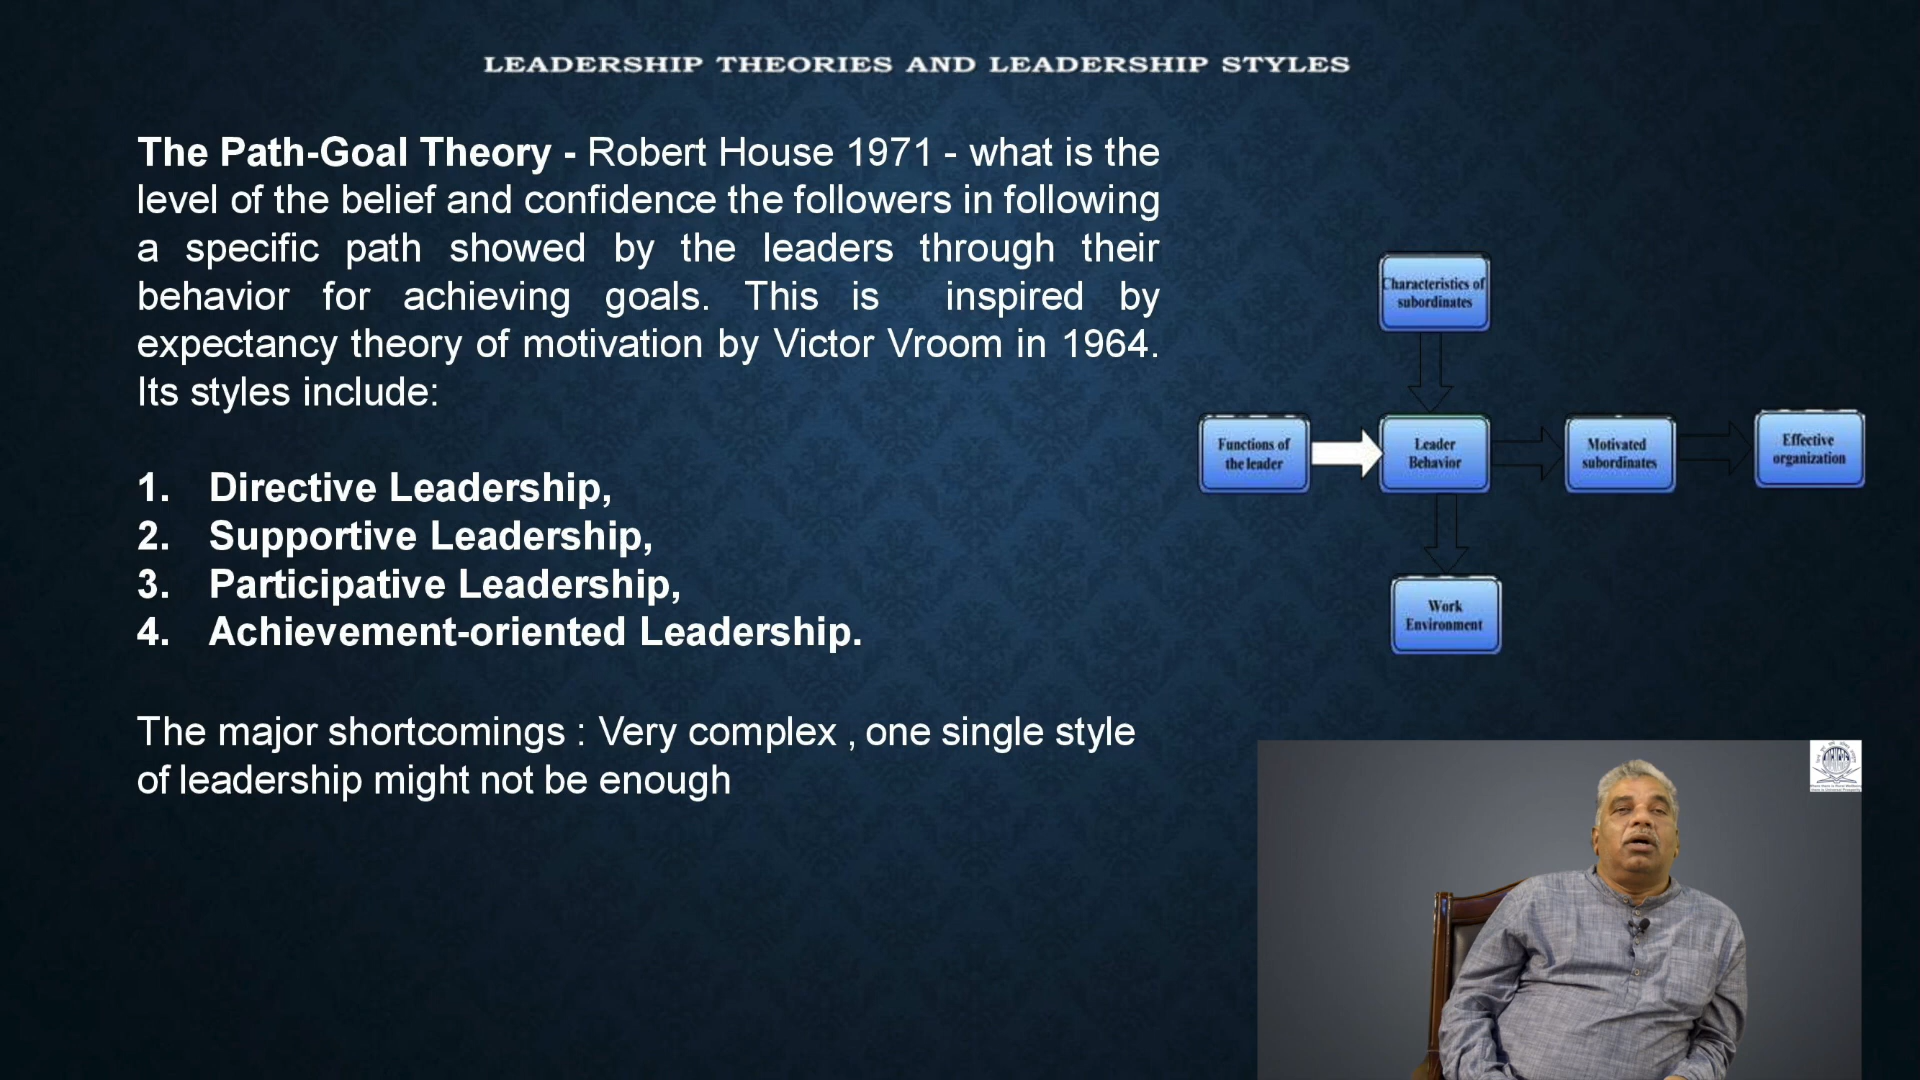 LEADERSHIP THEORIES AND LEADERSHIP STYLES
The Path-Goal Theory - Robert House 1971 - what is the
level of the belief and confidence the followers in following
a specific path showed by the leaders through their
behavior for achieving goals. This is inspired by
expectancy theory of motivation by Victor Vroom in 1964.
Its styles include:
1. Directive Leadership,
2. Supportive Leadership,
3. Participative Leadership,
4. Achievement-oriented Leadership.
The major shortcomings : Very complex , one single style
of leadership might not be enough
Characteristics of
subordinates
Functions of
the leader
Leader
Behavior
Motivated
subordinates
Effective
organization
Work
Environment